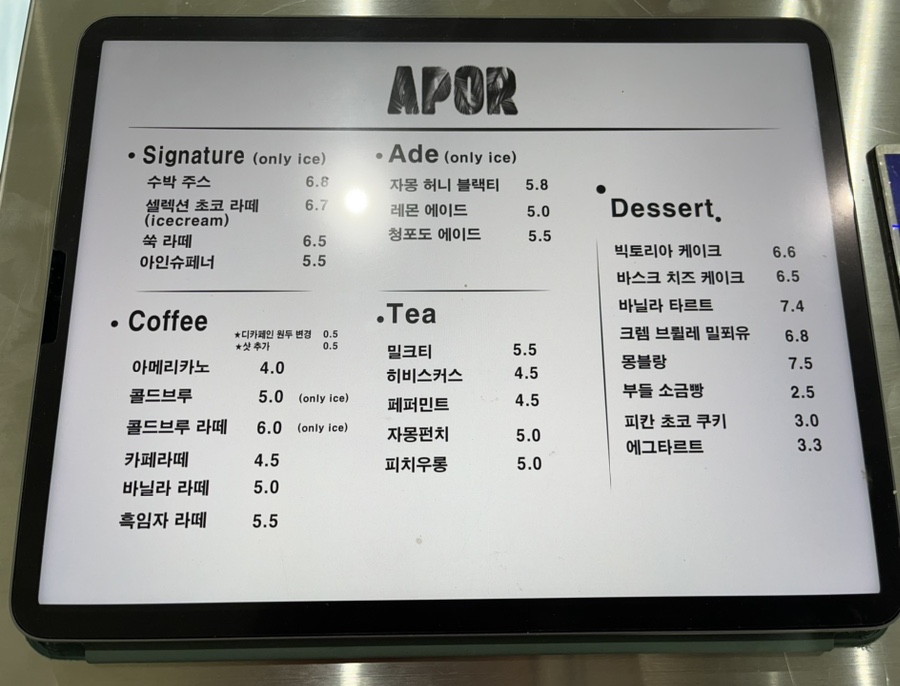 APOR
• Signature (only ice)
수박 주스 6.8
셀렉션 초코 라떼 6.7
(icecream)
쑥 라떼 6.5
아인슈페너 5.5
• Coffee
★디카페인 원두 변경 0.5
★샷 추가 0.5
아메리카노 4.0
콜드브루 5.0 (only ice)
콜드브루 라떼 6.0 (only ice)
카페라떼 4.5
바닐라 라떼 5.0
흑임자 라떼 5.5
• Ade (only ice)
자몽 허니 블랙티 5.8
레몬 에이드 5.0
청포도 에이드 5.5
• Tea
밀크티 5.5
히비스커스 4.5
페퍼민트 4.5
자몽펀치 5.0
피치우롱 5.0
• Dessert.
빅토리아 케이크 6.6
바스크 치즈 케이크 6.5
바닐라 타르트 7.4
크렘 브륄레 밀푀유 6.8
몽블랑 7.5
부들 소금빵 2.5
피칸 초코 쿠키 3.0
에그타르트 3.3